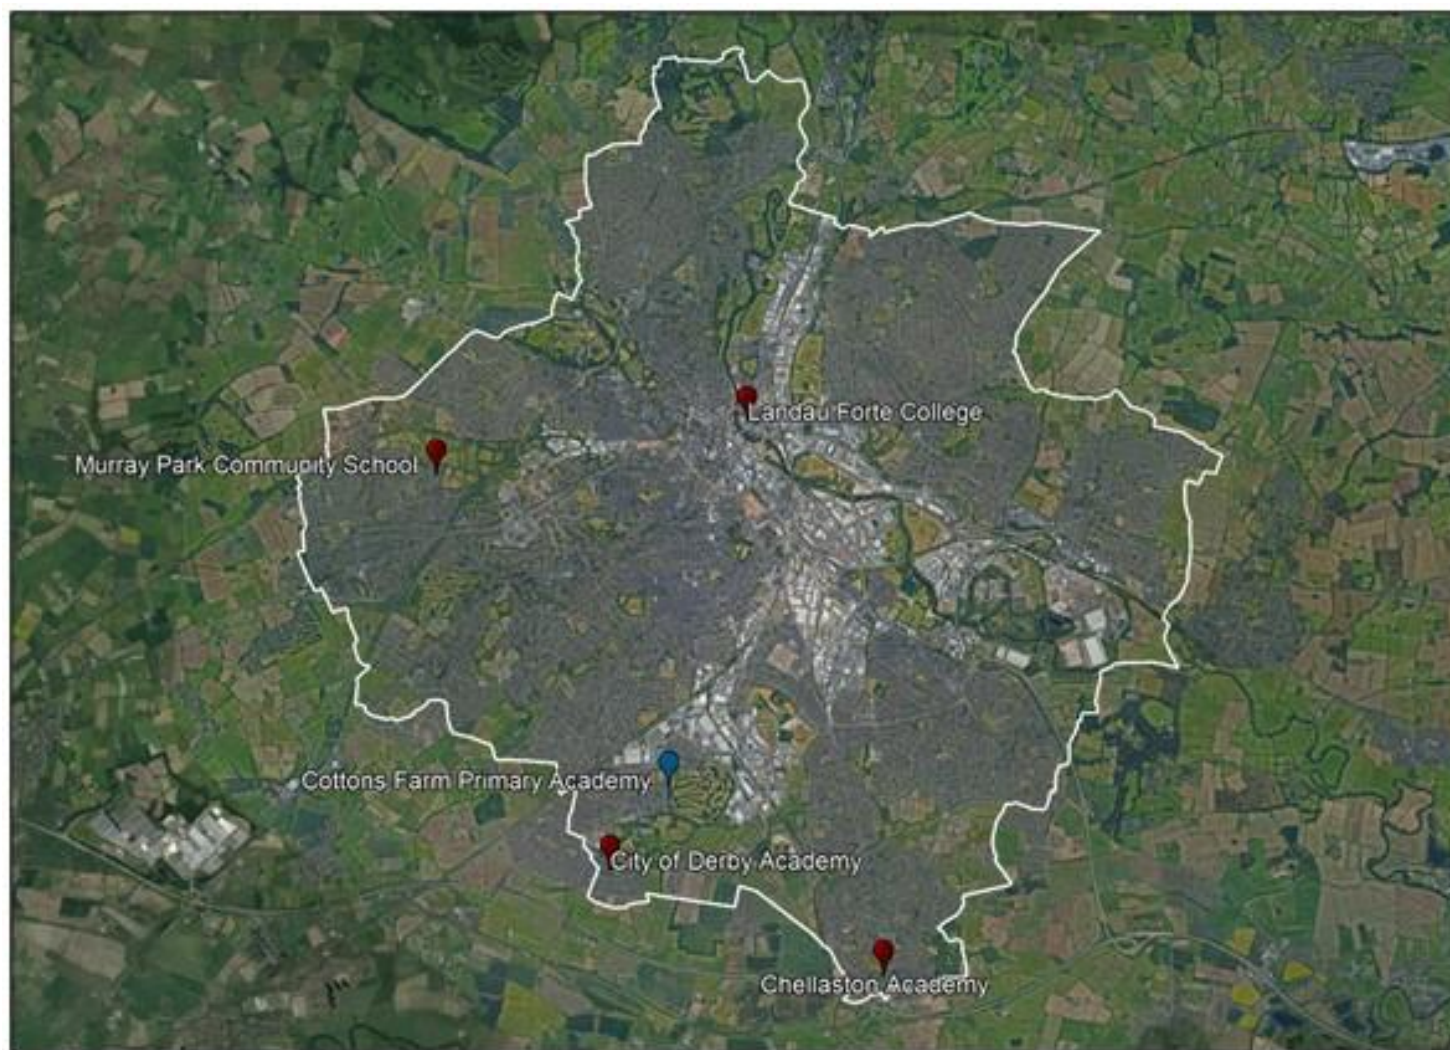 Landau Forte College
Murray Park Community School
Cottons Farm Primary Academy
City of Derby Academy
Chellaston Academy